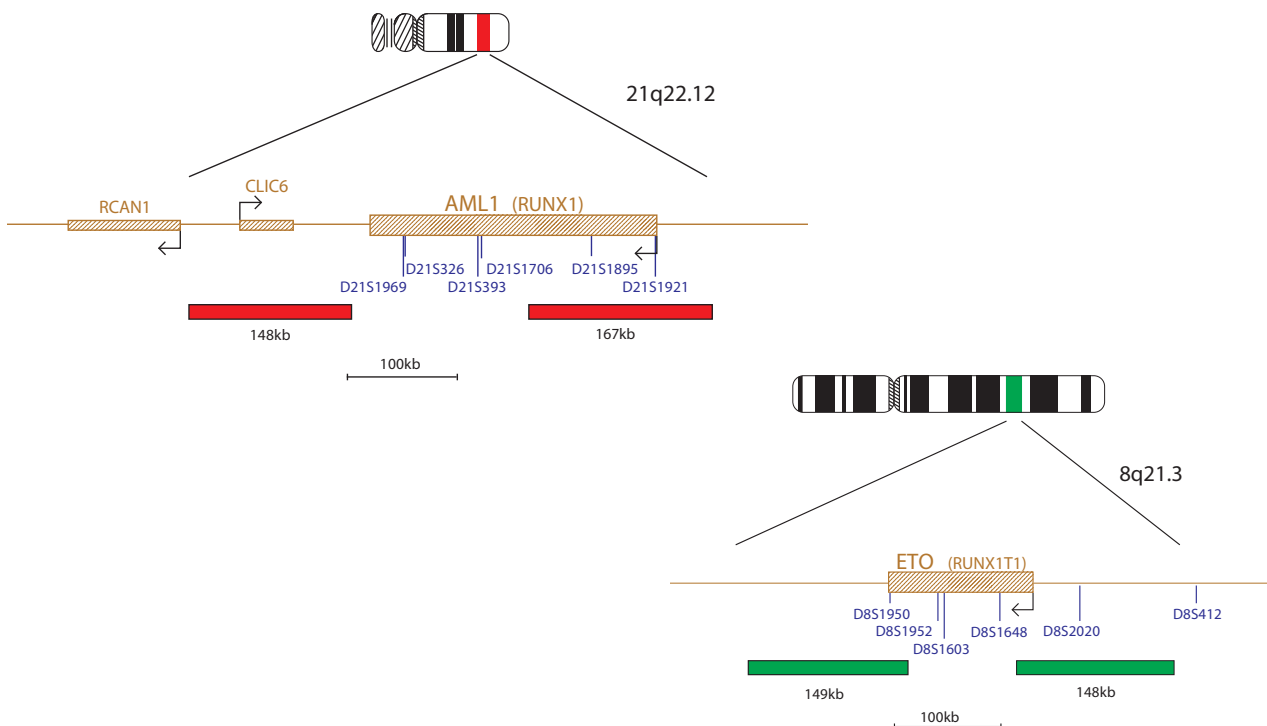 21q22.12
CLIC6
RCAN1
AML1 (RUNX1)
D21S326
D21S1706
D21S1895
D21S1969
D21S393
D21S1921
148kb
167kb
100kb
8q21.3
ETO (RUNX1T1)
D8S1950
D8S412
D8S1952
D8S1648
D8S2020
D8S1603
149kb
148kb
100kb